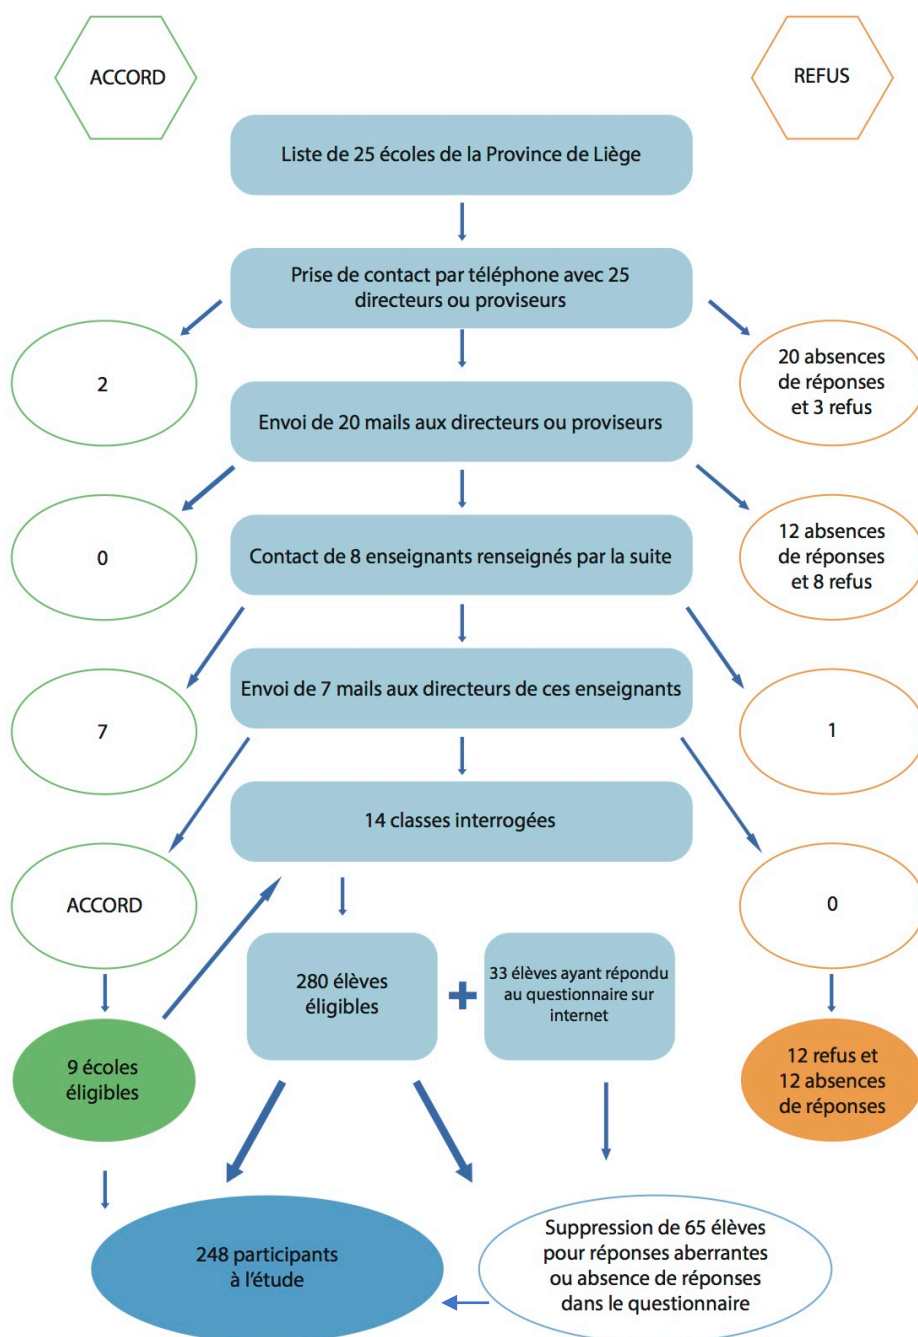 ACCORD
REFUS
Liste de 25 écoles de la Province de Liège
Prise de contact par téléphone avec 25
directeurs ou proviseurs
2
20 absences
de réponses
et 3 refus
Envoi de 20 mails aux directeurs ou proviseurs
0
12 absences
de réponses
et 8 refus
Contact de 8 enseignants renseignés par la suite
Envoi de 7 mails aux directeurs de ces enseignants
7
1
14 classes interrogées
ACCORD
0
280 élèves
éligibles
33 élèves ayant répondu
au questionnaire sur
internet
9 écoles
éligibles
12 refus et
12 absences
de réponses
248 participants
à l'étude
Suppression de 65 élèves
pour réponses aberrantes
ou absence de réponses
dans le questionnaire